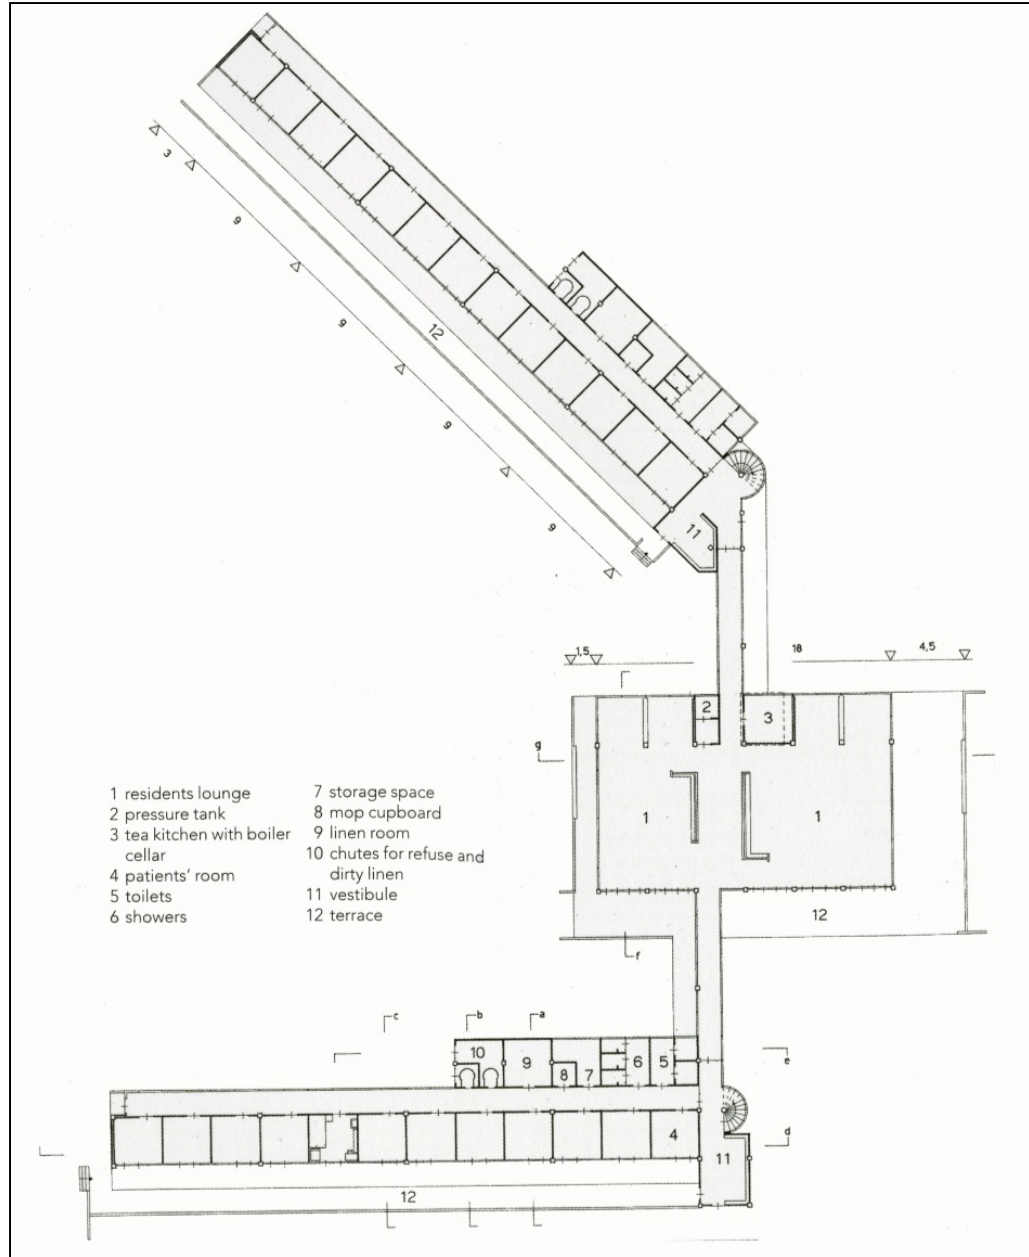 3
9
9
12
9
9
9
11
1,5
18
4,5
2
3
g
1
1
12
f
1 residents lounge
2 pressure tank
3 tea kitchen with boiler
cellar
4 patients' room
5 toilets
6 showers
7 storage space
8 mop cupboard
9 linen room
10 chutes for refuse and
dirty linen
11 vestibule
12 terrace
c
b
a
10
9
8
7
6
5
e
d
4
11
12